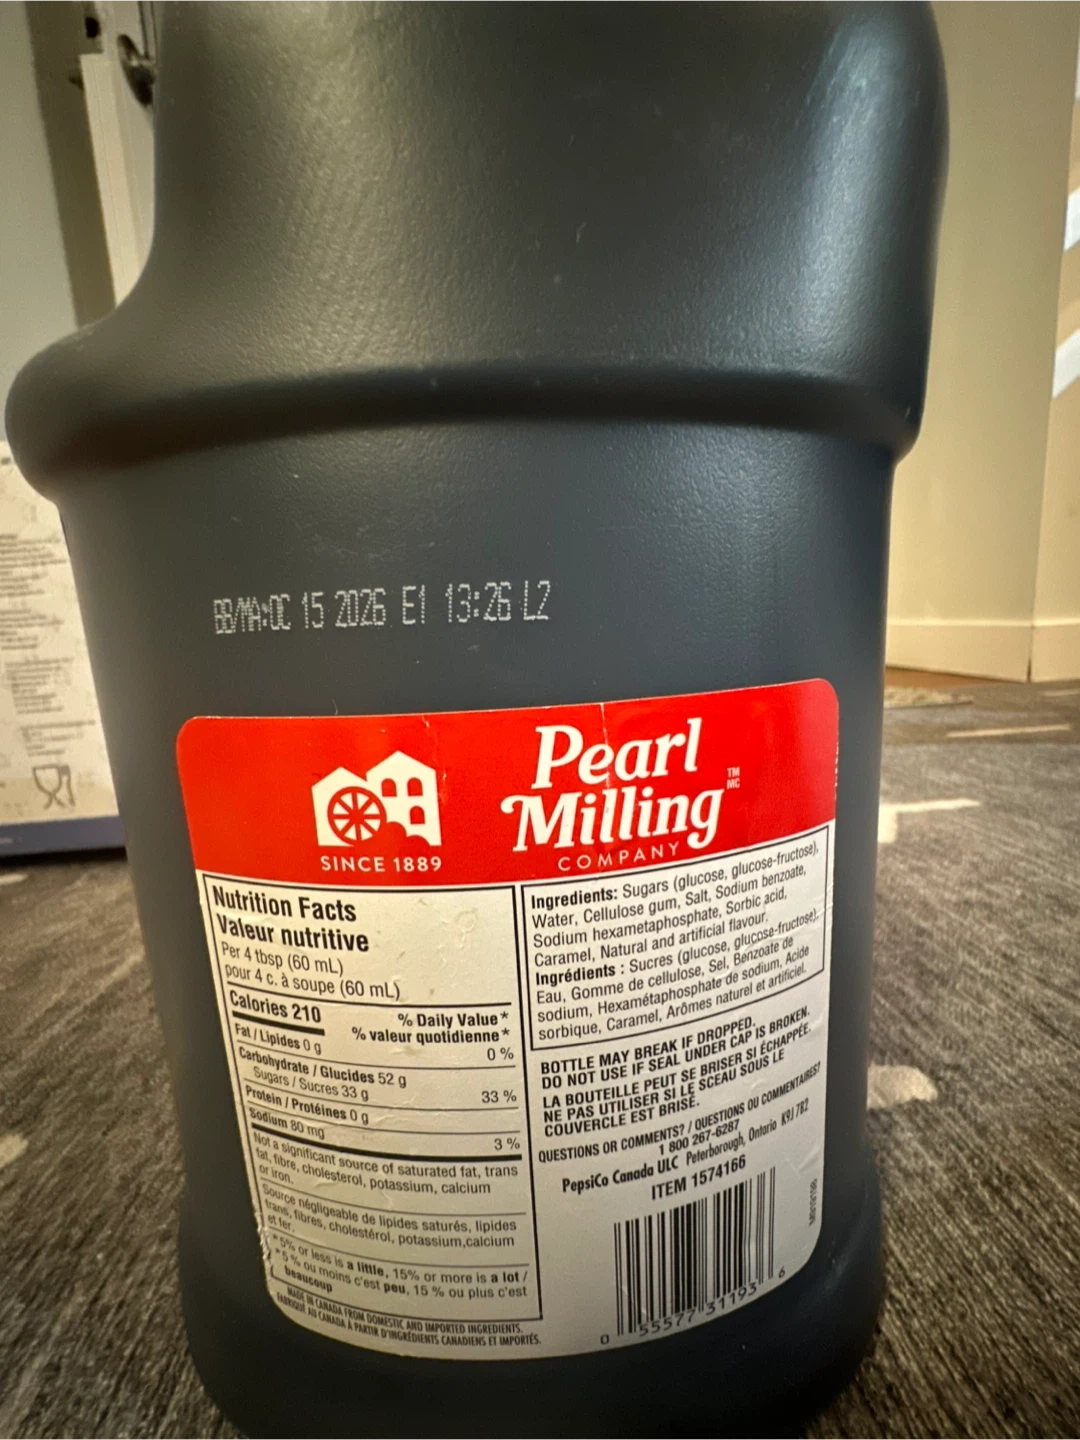 BB/MA:OC 15 2026 E1 13:26 L2
SINCE 1889
Pearl
Milling
COMPANY
TM
MC
Nutrition Facts
Valeur nutritive
Per 4 tbsp (60 mL)
pour 4 c. à soupe (60 mL)
Calories 210
% Daily Value*
% valeur quotidienne*
Fat / Lipides 0 g 0 %
Carbohydrate / Glucides 52 g
Sugars / Sucres 33 g 33 %
Protein / Protéines 0 g
Sodium 80 mg 3 %
Not a significant source of saturated fat, trans
fat, fibre, cholesterol, potassium, calcium
or iron.
Source négligeable de lipides saturés, lipides
trans, fibres, cholestérol, potassium,calcium
et fer.
*5% or less is a little, 15% or more is a lot /
*5 % ou moins c'est peu, 15 % ou plus c'est
beaucoup
MADE IN CANADA FROM DOMESTIC AND IMPORTED INGREDIENTS.
FABRIQUÉ AU CANADA À PARTIR D'INGRÉDIENTS CANADIENS ET IMPORTÉS.
Ingredients: Sugars (glucose, glucose-fructose),
Water, Cellulose gum, Salt, Sodium benzoate,
Sodium hexametaphosphate, Sorbic acid,
Caramel, Natural and artificial flavour.
Ingrédients : Sucres (glucose, glucose-fructose),
Eau, Gomme de cellulose, Sel, Benzoate de
sodium, Hexamétaphosphate de sodium, Acide
sorbique, Caramel, Arômes naturel et artificiel.
BOTTLE MAY BREAK IF DROPPED.
DO NOT USE IF SEAL UNDER CAP IS BROKEN.
LA BOUTEILLE PEUT SE BRISER SI ÉCHAPPÉE.
NE PAS UTILISER SI LE SCEAU SOUS LE
COUVERCLE EST BRISÉ.
QUESTIONS OR COMMENTS? / QUESTIONS OU COMMENTAIRES?
1 800 267-6287
PepsiCo Canada ULC Peterborough, Ontario K9J 7B2
ITEM 1574166
0 55577 31193 6